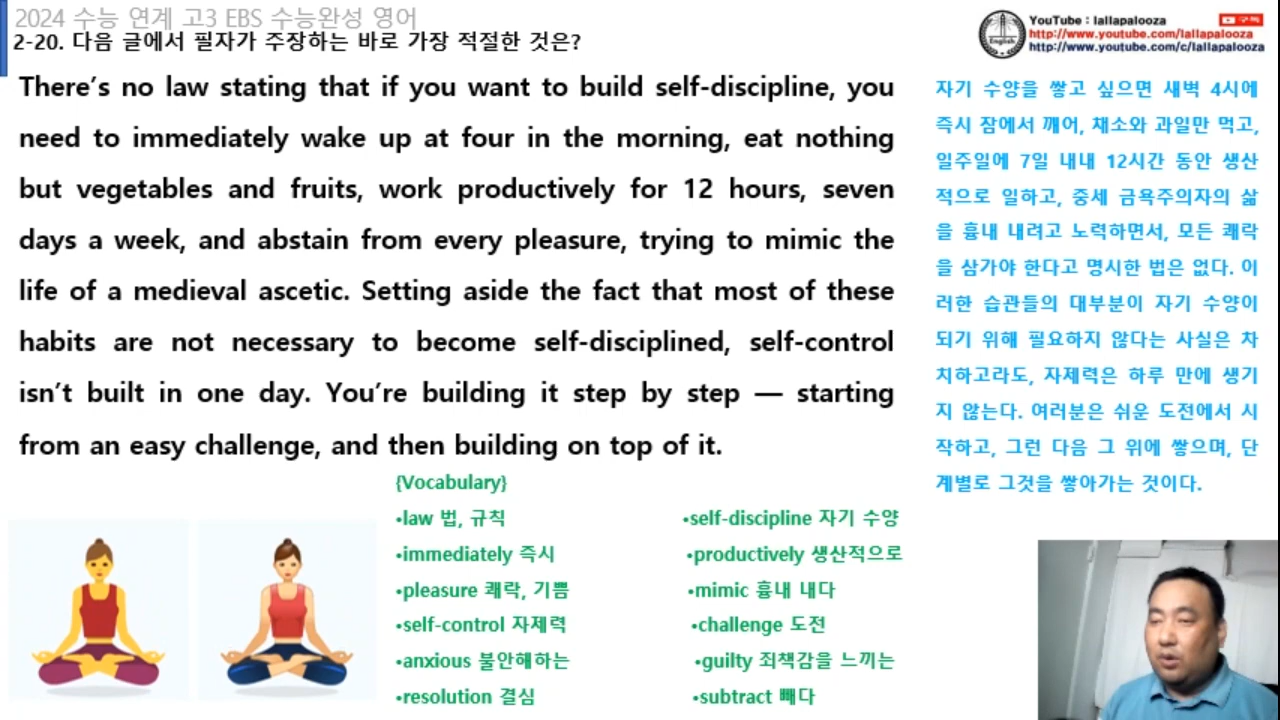 2024 수능 연계 고3 EBS 수능완성 영어
2-20. 다음 글에서 필자가 주장하는 바로 가장 적절한 것은?
YouTube : lallapalooza
구독
http://www.youtube.com/lallapalooza
http://www.youtube.com/c/lallapalooza
English
There's no law stating that if you want to build self-discipline, you
need to immediately wake up at four in the morning, eat nothing
but vegetables and fruits, work productively for 12 hours, seven
days a week, and abstain from every pleasure, trying to mimic the
life of a medieval ascetic. Setting aside the fact that most of these
habits are not necessary to become self-disciplined, self-control
isn't built in one day. You're building it step by step — starting
from an easy challenge, and then building on top of it.
자기 수양을 쌓고 싶으면 새벽 4시에
즉시 잠에서 깨어, 채소와 과일만 먹고,
일주일에 7일 내내 12시간 동안 생산
적으로 일하고, 중세 금욕주의자의 삶
을 흉내 내려고 노력하면서, 모든 쾌락
을 삼가야 한다고 명시한 법은 없다. 이
러한 습관들의 대부분이 자기 수양이
되기 위해 필요하지 않다는 사실은 차
치하고라도, 자제력은 하루 만에 생기
지 않는다. 여러분은 쉬운 도전에서 시
작하고, 그런 다음 그 위에 쌓으며, 단
계별로 그것을 쌓아가는 것이다.
{Vocabulary}
•law 법, 규칙
•self-discipline 자기 수양
•immediately 즉시
•productively 생산적으로
•pleasure 쾌락, 기쁨
•mimic 흉내 내다
•self-control 자제력
•challenge 도전
•anxious 불안해하는
•guilty 죄책감을 느끼는
•resolution 결심
•subtract 빼다